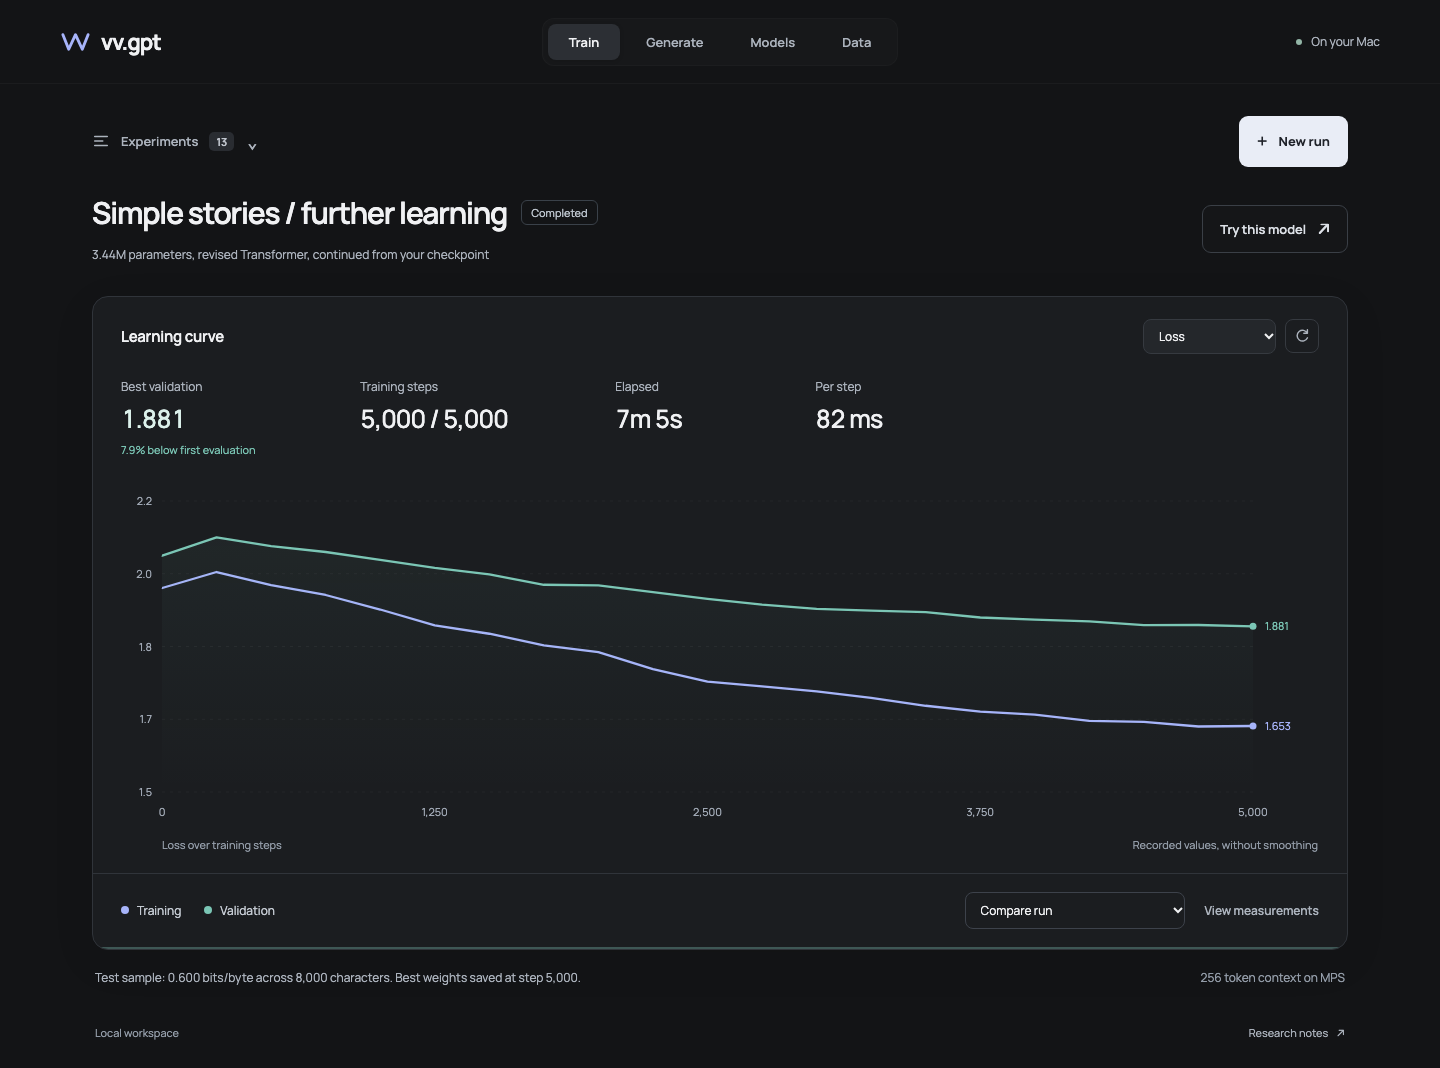 vv.gpt
Train
Generate
Models
Data
On your Mac
Experiments 13
+ New run
Simple stories / further learning
Completed
3.44M parameters, revised Transformer, continued from your checkpoint
Try this model
Learning curve
Loss
Best validation
1.881
7.9% below first evaluation
Training steps
5,000 / 5,000
Elapsed
7m 5s
Per step
82 ms
2.2
2.0
1.8
1.7
1.5
1.881
1.653
0
1,250
2,500
3,750
5,000
Loss over training steps
Recorded values, without smoothing
Training
Validation
Compare run
View measurements
Test sample: 0.600 bits/byte across 8,000 characters. Best weights saved at step 5,000.
256 token context on MPS
Local workspace
Research notes